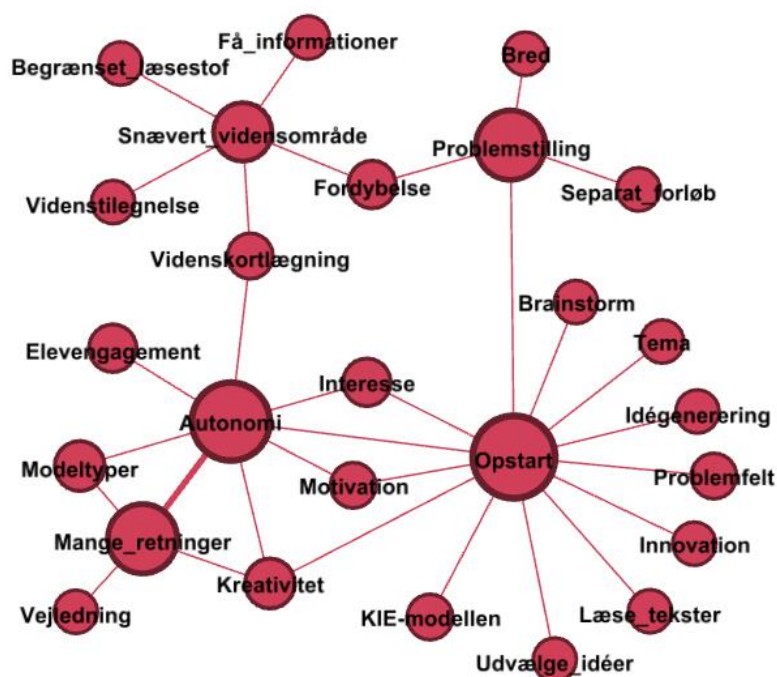 Få_informationer
Bred
Begrænset_læsestof
Snævert_vidensområde
Problemstilling
Fordybelse
Separat_forløb
Videnstilegnelse
Videnskortlægning
Brainstorm
Tema
Elevengagement
Interesse
Idégenerering
Autonomi
Opstart
Modeltyper
Motivation
Problemfelt
Mange_retninger
Innovation
Kreativitet
Vejledning
KIE-modellen
Læse_tekster
Udvælge_idéer